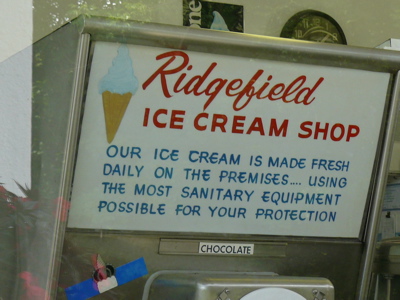 Ridgefield
ICE CREAM SHOP
OUR ICE CREAM IS MADE FRESH
DAILY ON THE PREMISES.... USING
THE MOST SANITARY EQUIPMENT
POSSIBLE FOR YOUR PROTECTION
CHOCOLATE